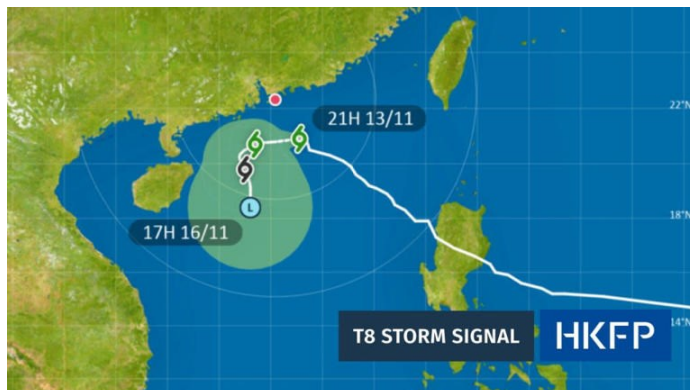 22°N
21H 13/11
18°N
17H 16/11
L
14°N
T8 STORM SIGNAL
HKFP